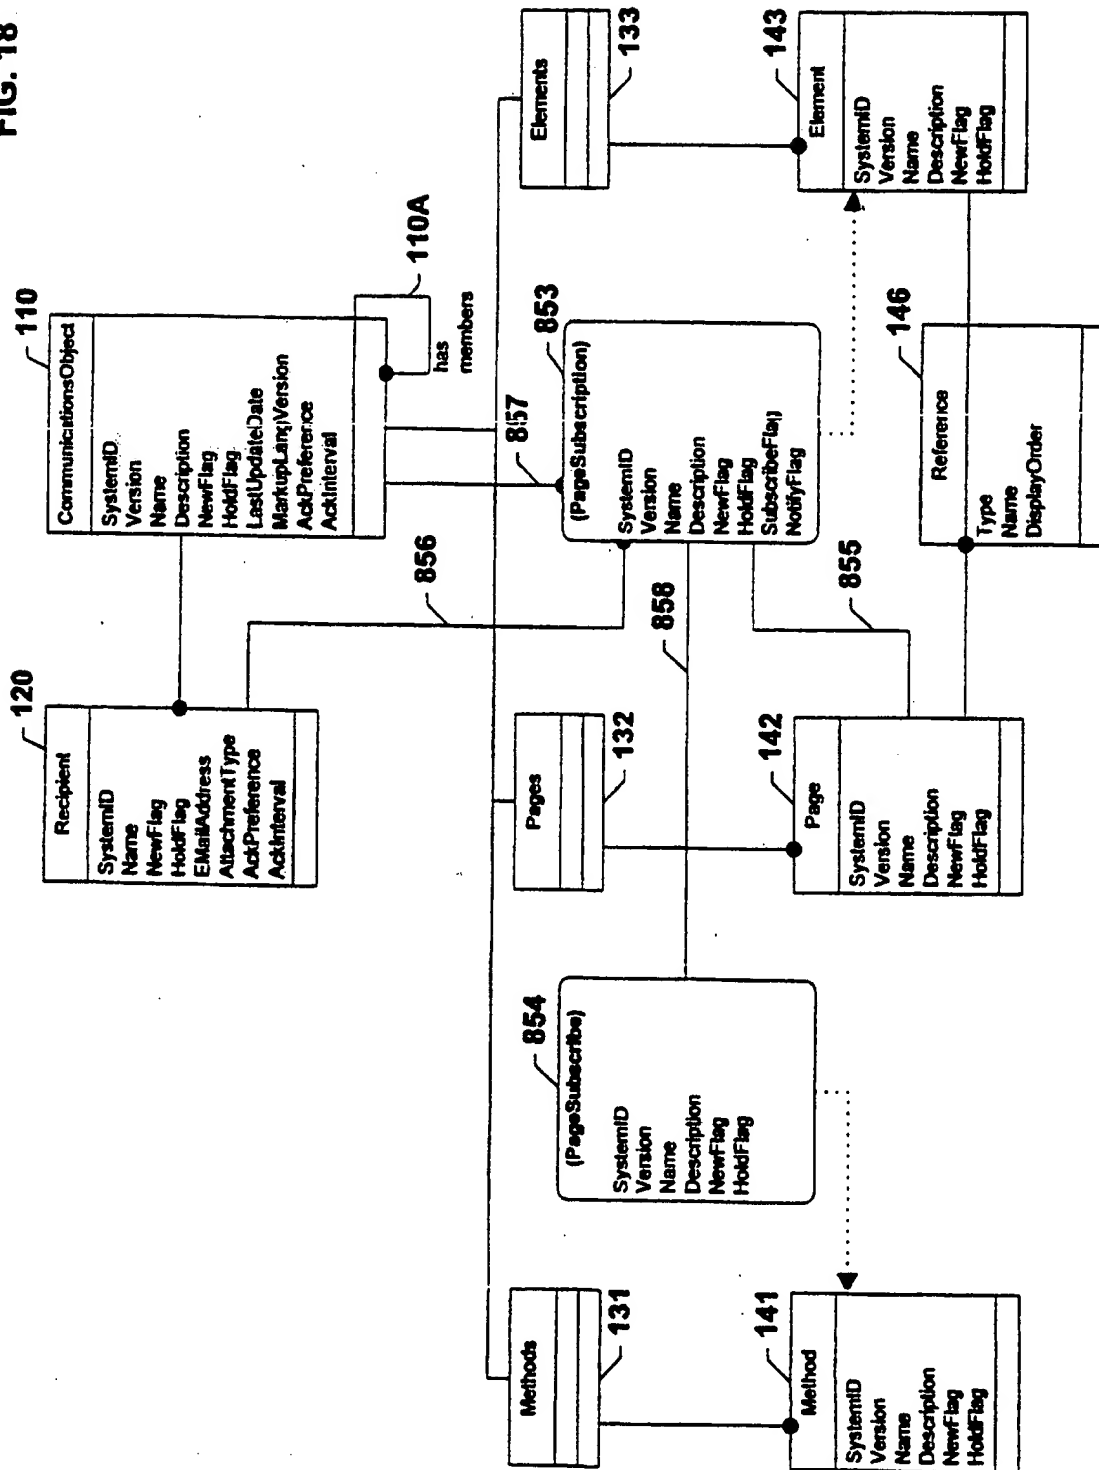 FIG. 18
110
CommunicationsObject
SystemID
Version
Name
Description
NewFlag
HoldFlag
LastUpdateDate
MarkupLangVersion
AckPreference
AckInterval
110A
has
members
120
Recipient
SystemID
Name
NewFlag
HoldFlag
EMailAddress
AttachmentType
AckPreference
AckInterval
856
857
Methods
131
Pages
132
Elements
133
854
(PageSubscribe)
SystemID
Version
Name
Description
NewFlag
HoldFlag
858
853
(PageSubscription)
SystemID
Version
Name
Description
NewFlag
HoldFlag
SubscribeFlag
NotifyFlag
855
141
Method
SystemID
Version
Name
Description
NewFlag
HoldFlag
142
Page
SystemID
Version
Name
Description
NewFlag
HoldFlag
146
Reference
Type
Name
DisplayOrder
143
Element
SystemID
Version
Name
Description
NewFlag
HoldFlag